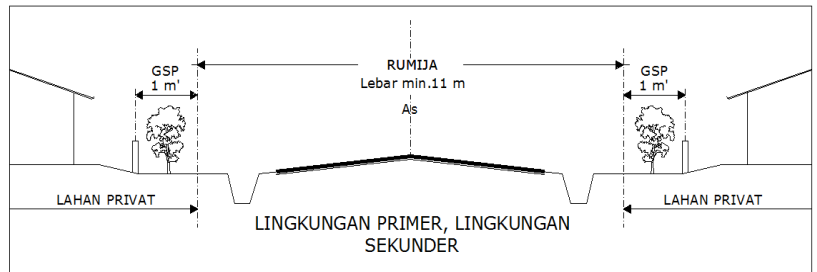 RUMIJA
Lebar min.11 m
As
GSP
1 m'
GSP
1 m'
LAHAN PRIVAT
LAHAN PRIVAT
LINGKUNGAN PRIMER, LINGKUNGAN
SEKUNDER